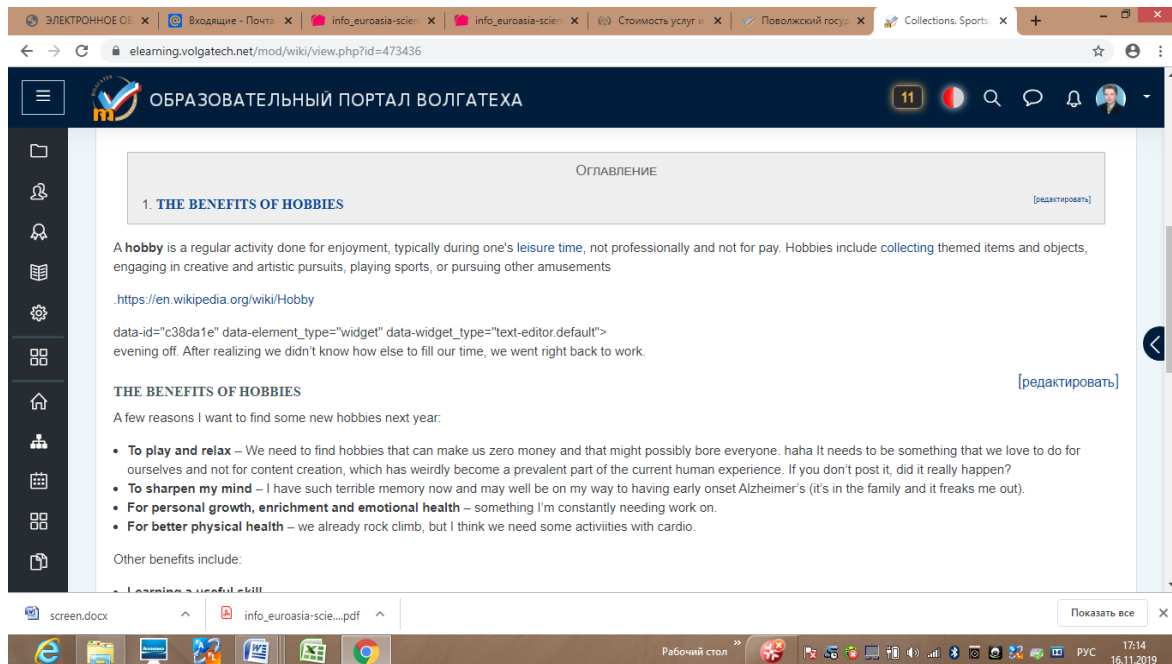 ЭЛЕКТРОННОЕ ОБ
Входящие - Почта
info_euroasia-scien
info_euroasia-scien
Стоимость услуг и
Поволжский госуд
Collections. Sports.
elearning.volgatech.net/mod/wiki/view.php?id=473436
ОБРАЗОВАТЕЛЬНЫЙ ПОРТАЛ ВОЛГАТЕХА
11
Оглавление
1. THE BENEFITS OF HOBBIES
[редактировать]
A hobby is a regular activity done for enjoyment, typically during one's leisure time, not professionally and not for pay. Hobbies include collecting themed items and objects,
engaging in creative and artistic pursuits, playing sports, or pursuing other amusements
.https://en.wikipedia.org/wiki/Hobby
data-id="c38da1e" data-element_type="widget" data-widget_type="text-editor.default">
evening off. After realizing we didn't know how else to fill our time, we went right back to work.
[редактировать]
THE BENEFITS OF HOBBIES
A few reasons I want to find some new hobbies next year:
• To play and relax – We need to find hobbies that can make us zero money and that might possibly bore everyone. haha It needs to be something that we love to do for
ourselves and not for content creation, which has weirdly become a prevalent part of the current human experience. If you don't post it, did it really happen?
• To sharpen my mind – I have such terrible memory now and may well be on my way to having early onset Alzheimer's (it's in the family and it freaks me out).
• For personal growth, enrichment and emotional health – something I'm constantly needing work on.
• For better physical health – we already rock climb, but I think we need some activiities with cardio.
Other benefits include:
• Learning a useful skill
screen.docx
info_euroasia-scie....pdf
Показать все
Рабочий стол
РУС
17:14
16.11.2019